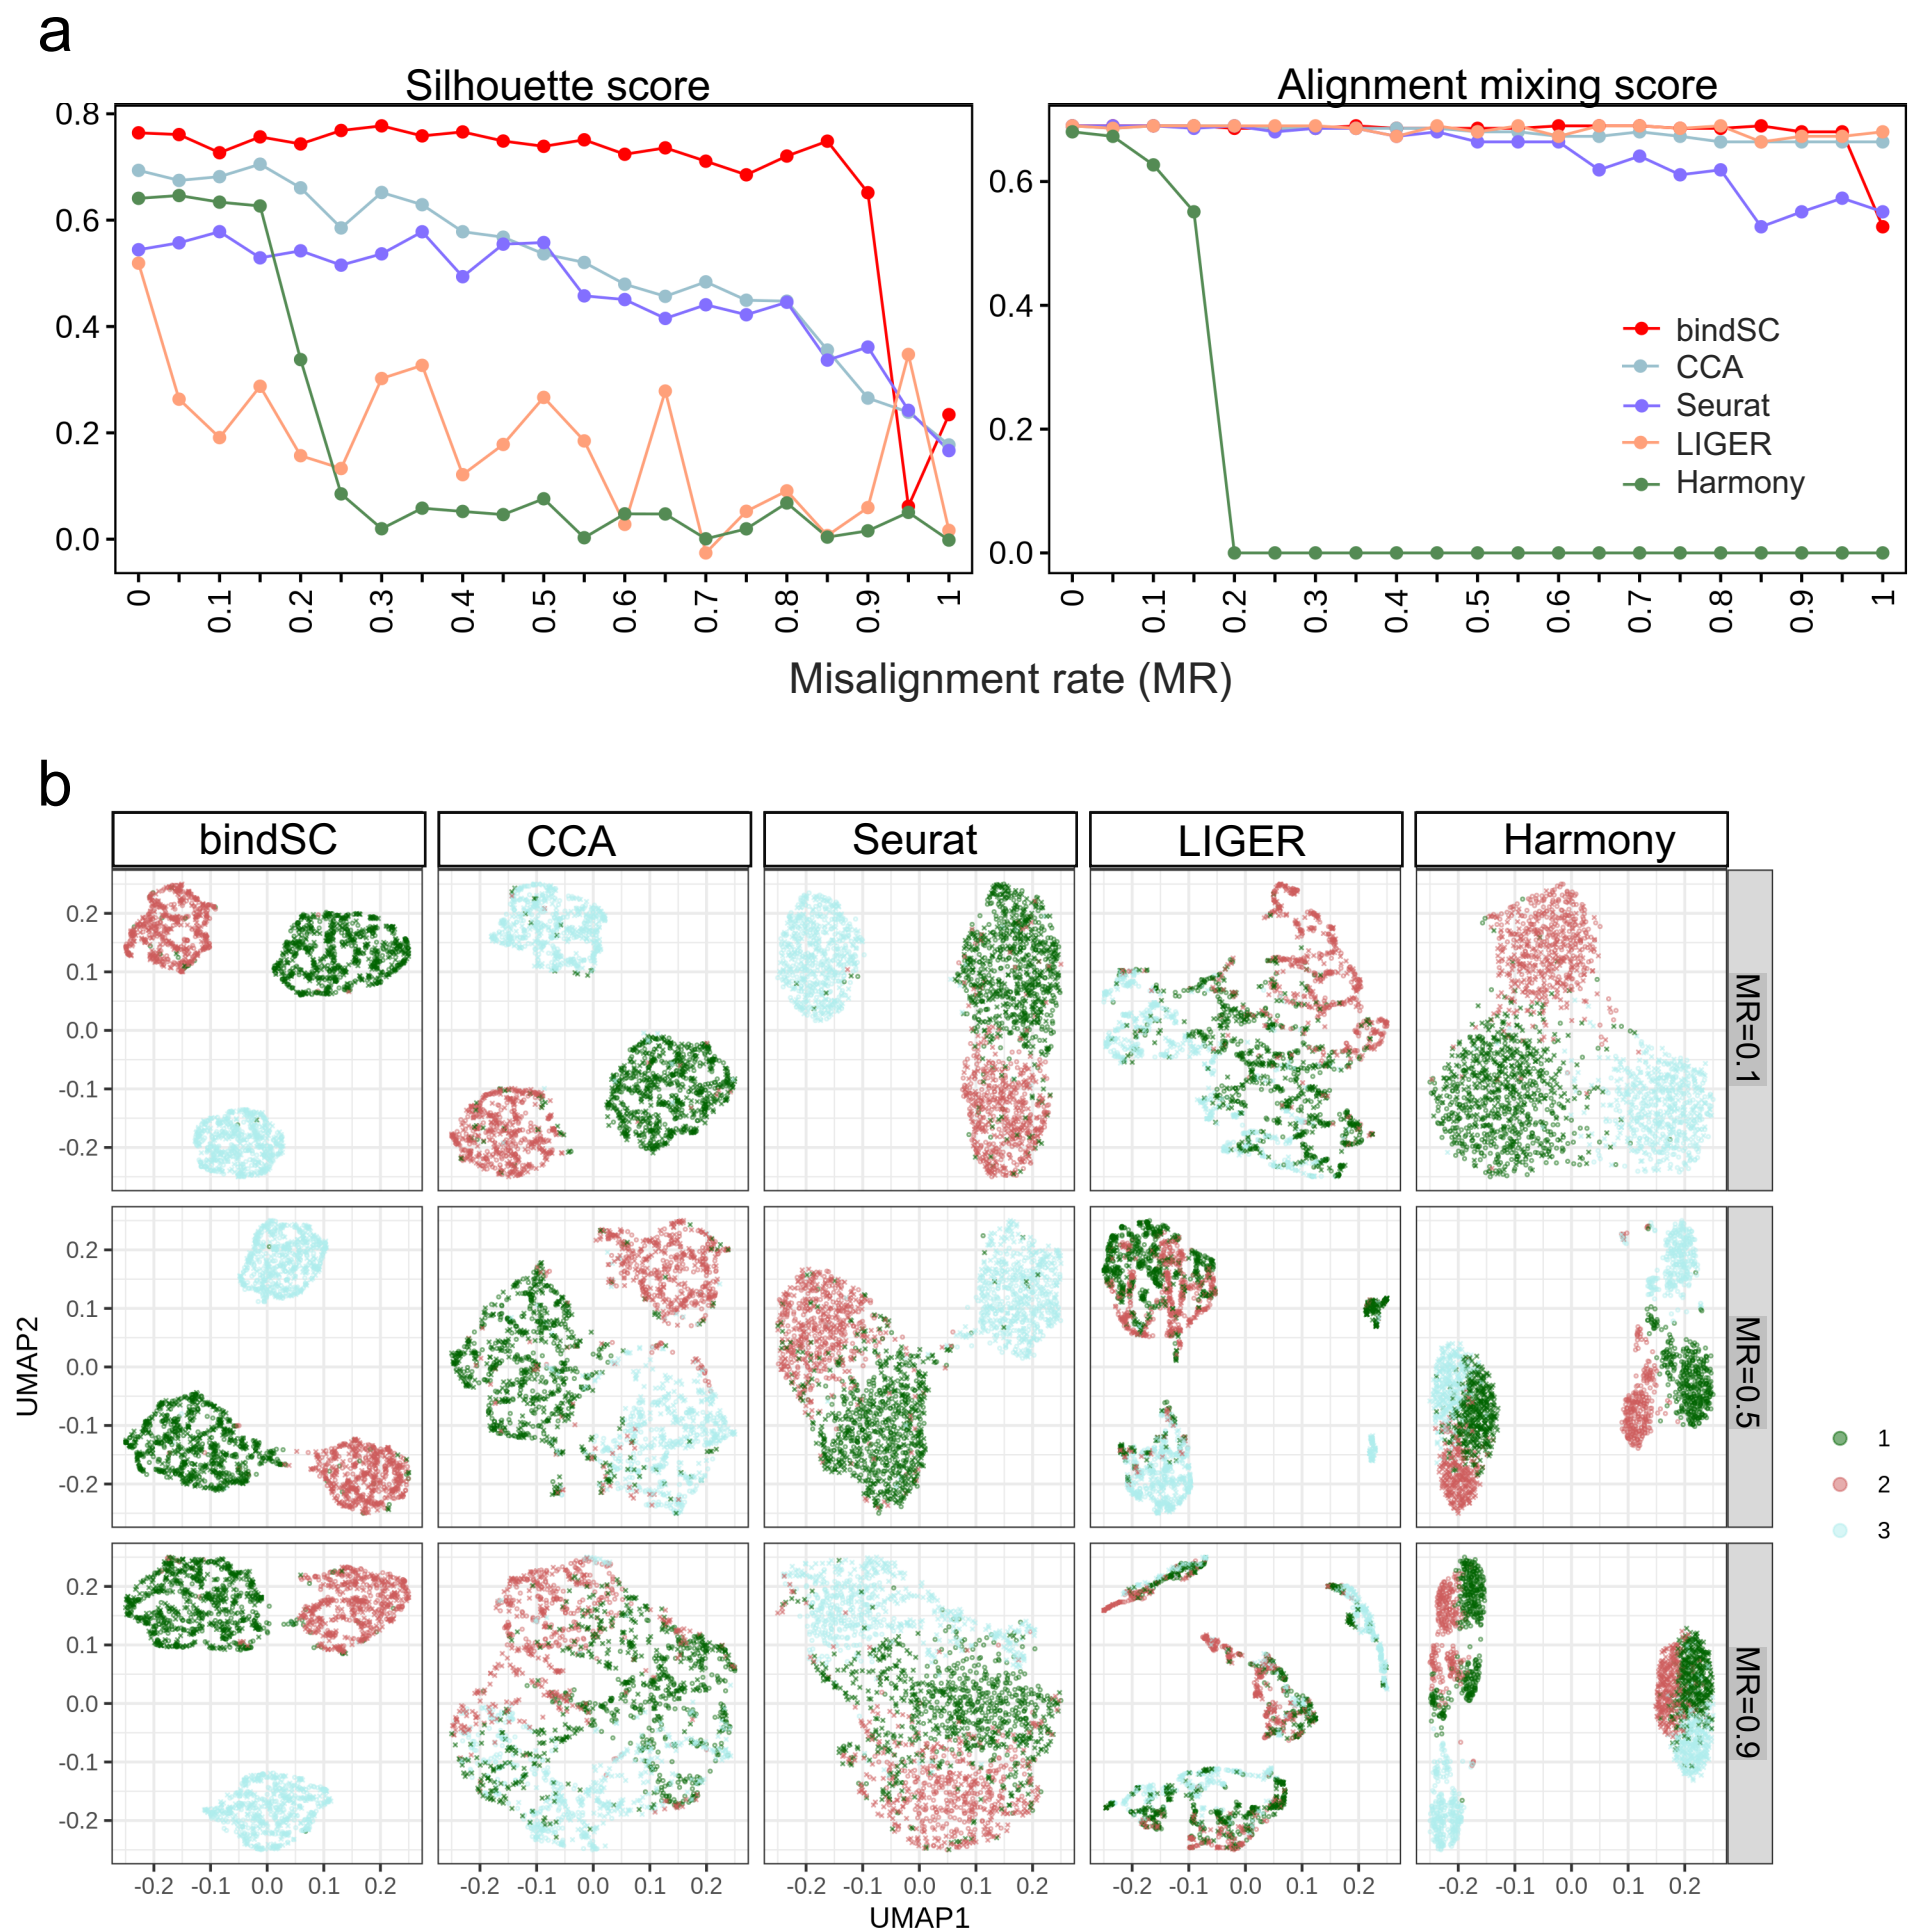 a
Silhouette score
Alignment mixing score
0.8
0.6
0.4
0.2
0.0
0 0.1 0.2 0.3 0.4 0.5 0.6 0.7 0.8 0.9 1
0.6
0.4
0.2
0.0
0 0.1 0.2 0.3 0.4 0.5 0.6 0.7 0.8 0.9 1
bindSC
CCA
Seurat
LIGER
Harmony
Misalignment rate (MR)
b
bindSC CCA Seurat LIGER Harmony
0.2
0.1
0.0
-0.1
-0.2
MR=0.1
0.2
0.1
0.0
-0.1
-0.2
MR=0.5
0.2
0.1
0.0
-0.1
-0.2
MR=0.9
UMAP2
1
2
3
-0.2 -0.1 0.0 0.1 0.2 -0.2 -0.1 0.0 0.1 0.2 -0.2 -0.1 0.0 0.1 0.2 -0.2 -0.1 0.0 0.1 0.2 -0.2 -0.1 0.0 0.1 0.2
UMAP1